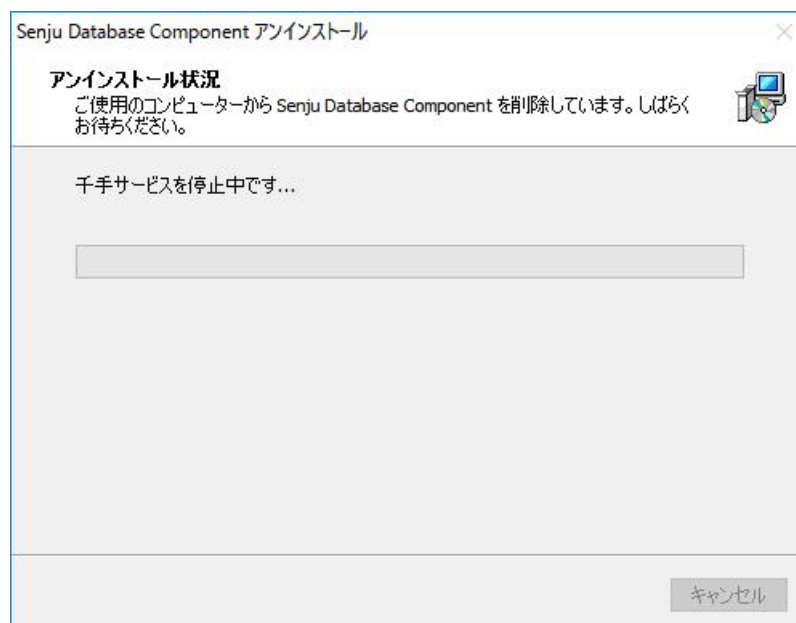 Senju Database Component アンインストール
アンインストール状況
ご使用のコンピューターから Senju Database Component を削除しています。しばらく
お待ちください。
千手サービスを停止中です...
キャンセル